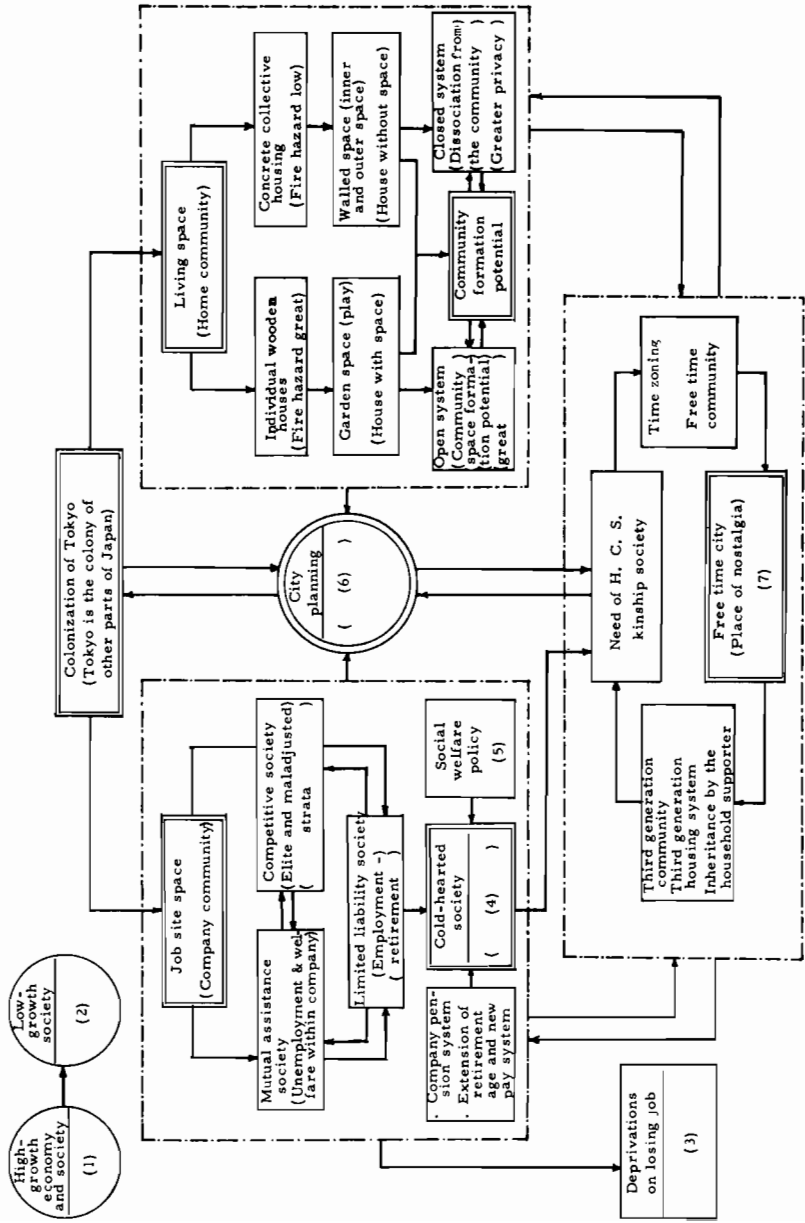 High-
growth
economy
and society
(1)
Low-
growth
society
(2)
Colonization of Tokyo
(Tokyo is the colony of
other parts of Japan)
Job site space
(Company community)
Mutual assistance
society
(Unemployment & wel-
fare within company)
Competitive society
(Elite and maladjusted)
( strata )
Limited liability society
(Employment -)
( retirement )
· Company pen-
sion system
· Extension of
retirement
age and new
pay system
Cold-hearted
society
( (4) )
Social
welfare
policy
(5)
Deprivations
on losing job
(3)
City
planning
( (6) )
Living space
(Home community)
Individual wooden
houses
(Fire hazard great)
Concrete collective
housing
(Fire hazard low)
Garden space (play)
(House with space)
Walled space (inner
and outer space)
(House without space)
Open system
(Community )
(space forma-)
(tion potential)
(great )
Community
formation
potential
Closed system
(Dissociation from)
(the community )
(Greater privacy)
Need of H. C. S.
kinship society
Third generation
community
Third generation
housing system
Inheritance by the
household supporter
Time zoning
Free time
community
Free time city
(Place of nostalgia)
(7)